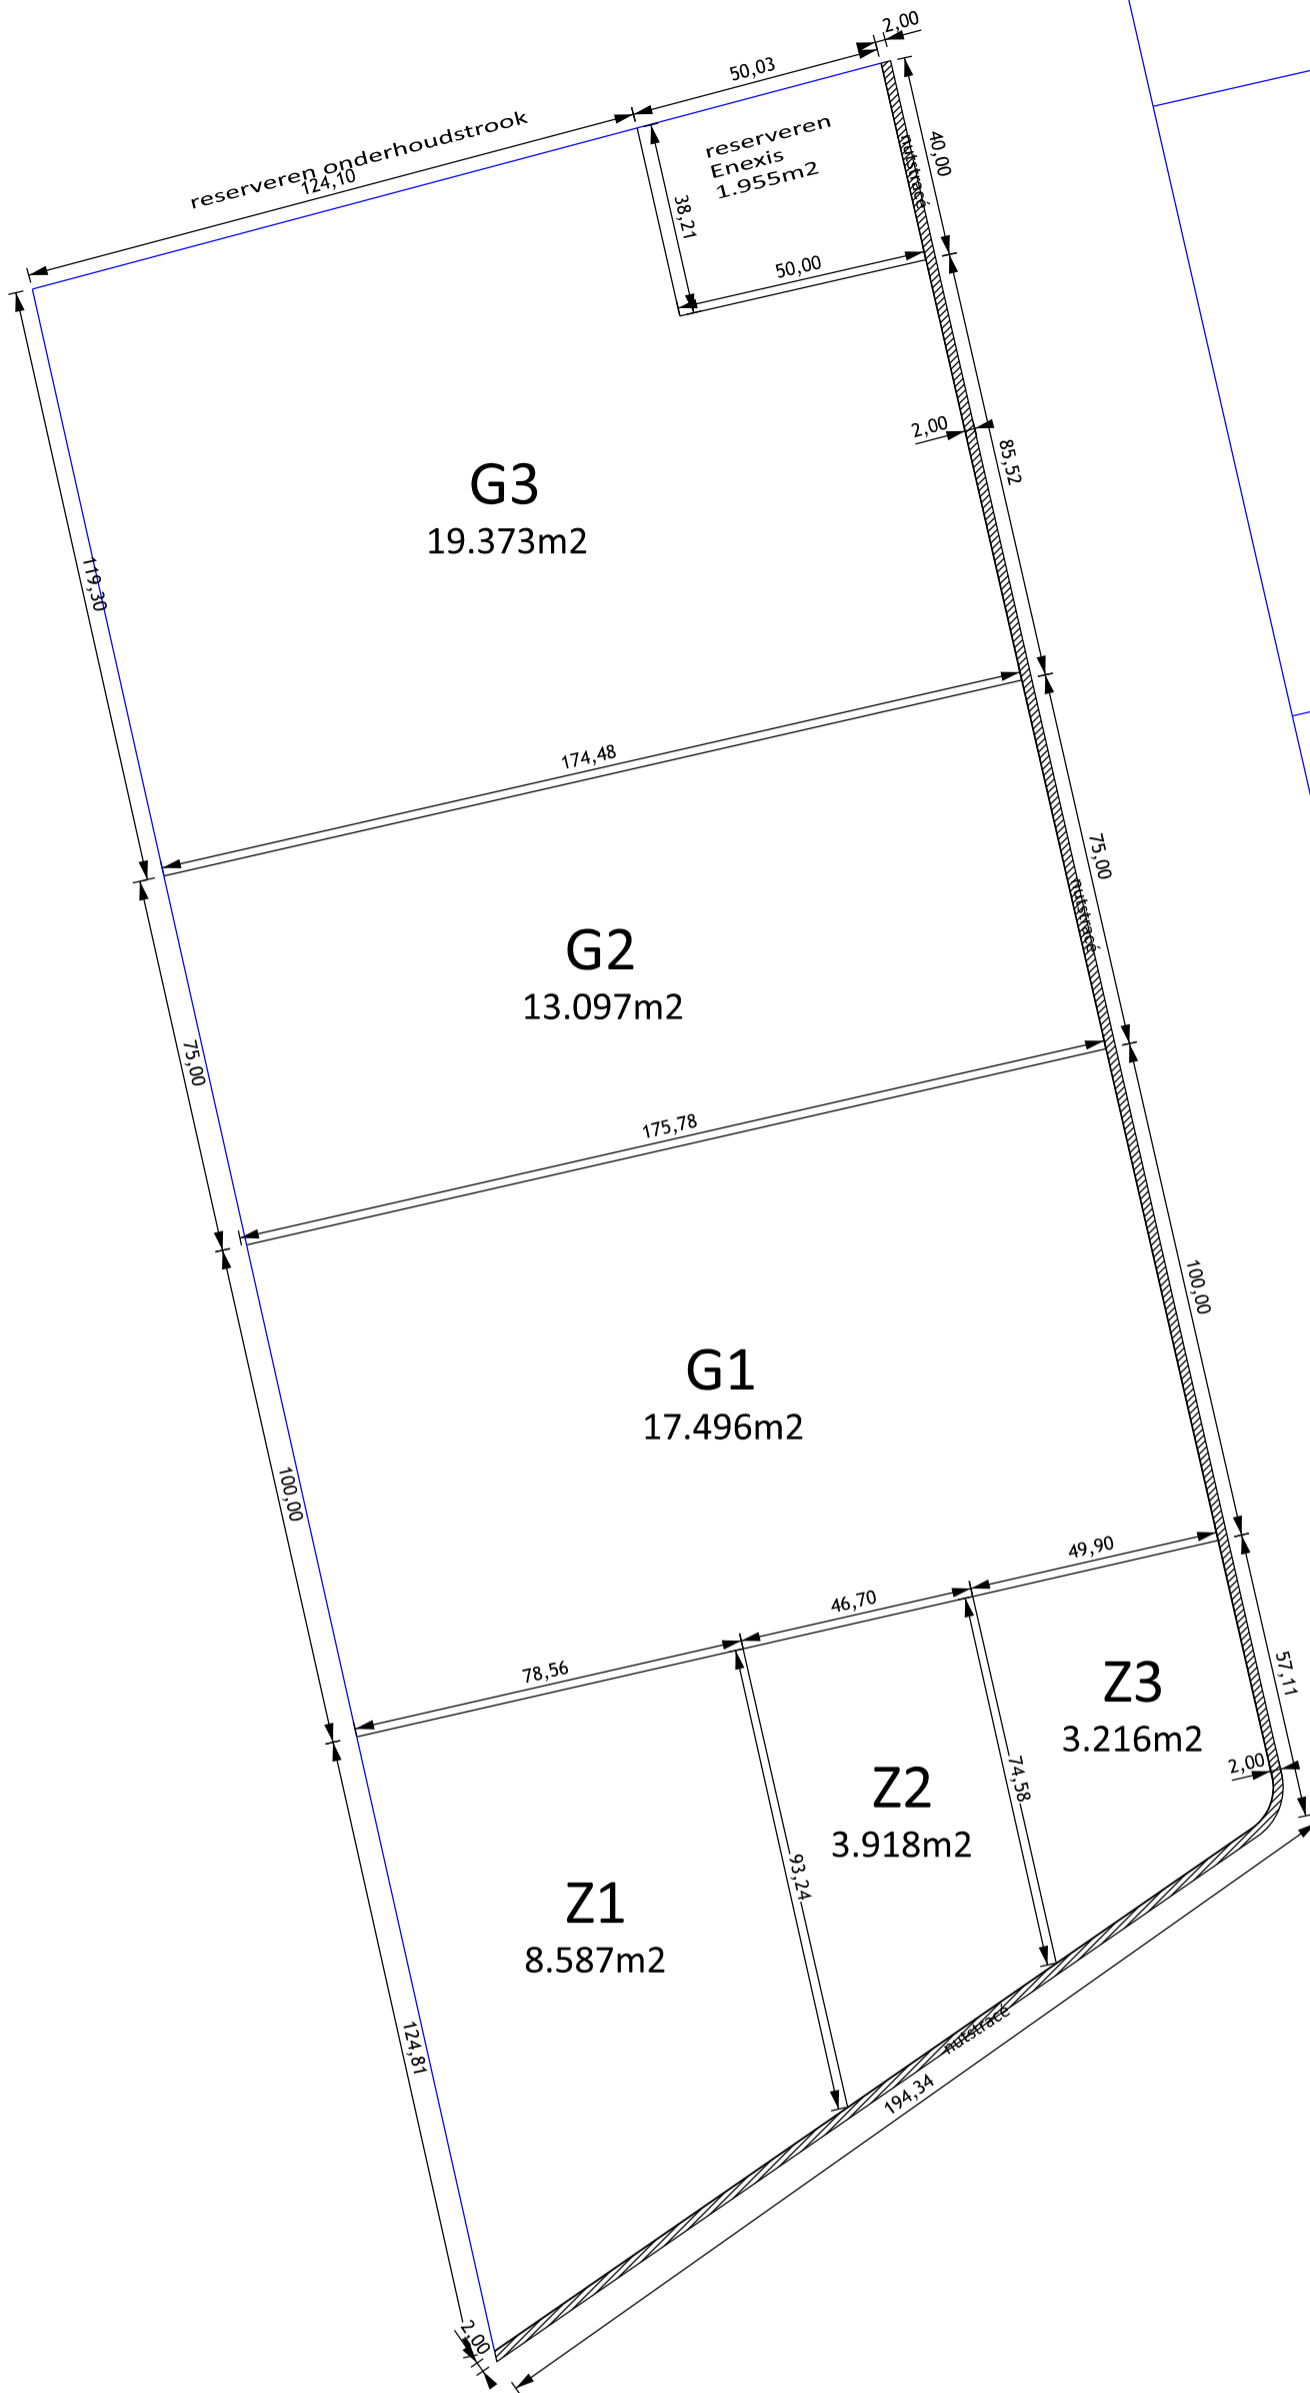 2,00
50,03
reserveren onderhoudstrook
124,10
reserveren
Enexis
1.955m2
nutstracé
40,00
38,21
50,00
2,00
85,52
G3
19.373m2
119,30
174,48
75,00
nutstracé
G2
13.097m2
75,00
175,78
100,00
G1
17.496m2
100,00
49,90
46,70
78,56
57,11
Z3
3.216m2
2,00
74,58
Z2
3.918m2
93,24
Z1
8.587m2
124,81
nutstracé
194,34
2,00